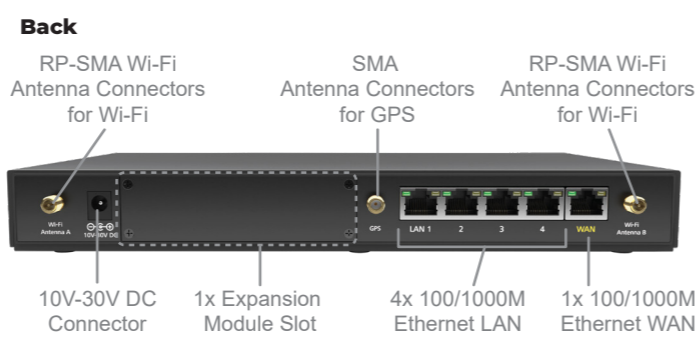 Back
RP-SMA Wi-Fi
Antenna Connectors
for Wi-Fi
SMA
Antenna Connectors
for GPS
RP-SMA Wi-Fi
Antenna Connectors
for Wi-Fi
Wi-Fi
Antenna A
10V-30V DC
GPS
LAN 1
2
3
4
WAN
Wi-Fi
Antenna B
10V-30V DC
Connector
1x Expansion
Module Slot
4x 100/1000M
Ethernet LAN
1x 100/1000M
Ethernet WAN